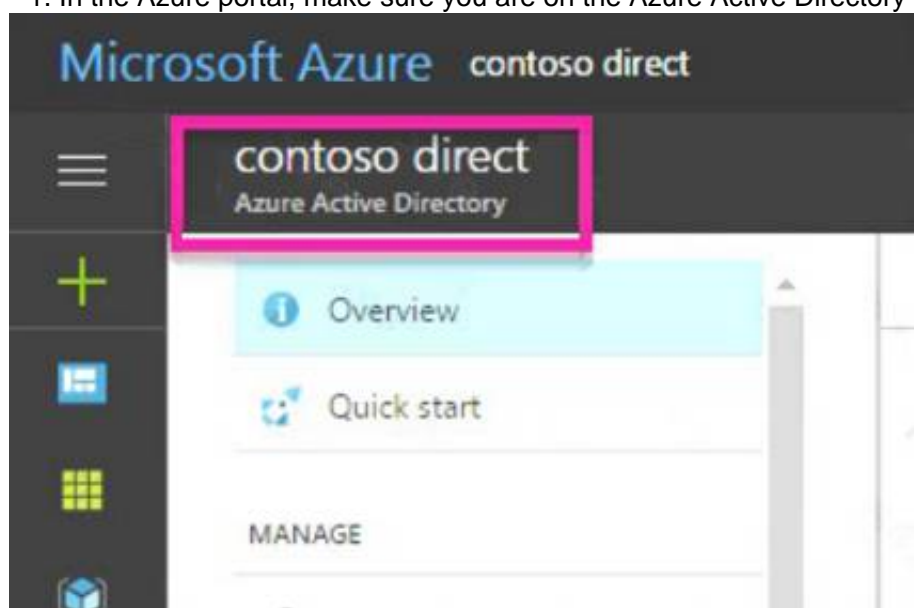 1. In the Azure portal, make sure you are on the Azure Active Directory
Microsoft Azure contoso direct
contoso direct
Azure Active Directory
Overview
Quick start
MANAGE